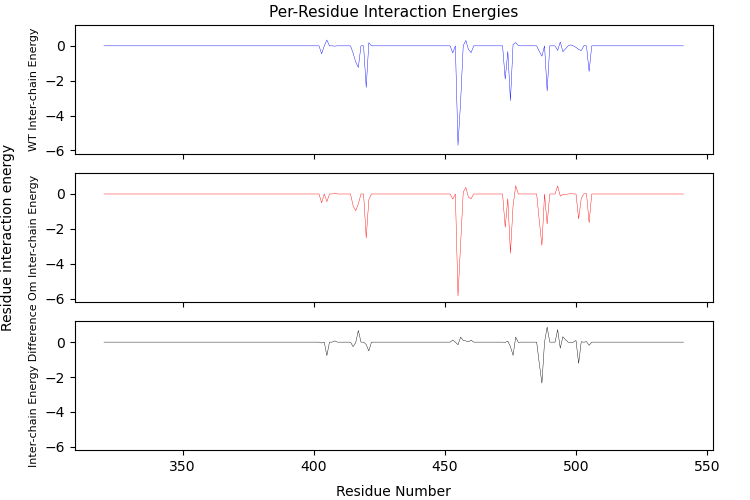 Per-Residue Interaction Energies
Residue interaction energy
WT Inter-chain Energy
0
−2
−4
−6
Om Inter-chain Energy
0
−2
−4
−6
Inter-chain Energy Difference
0
−2
−4
−6
350
400
450
500
550
Residue Number